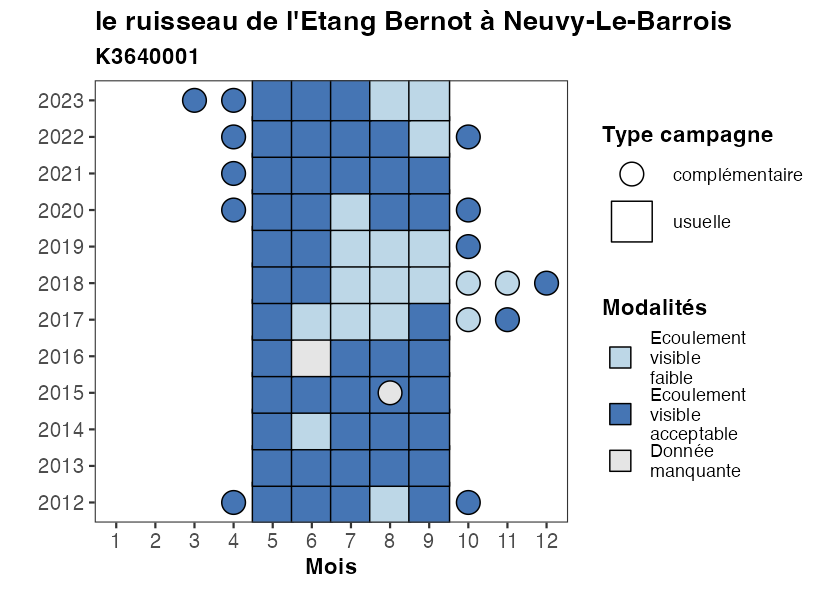 le ruisseau de l'Etang Bernot à Neuvy-Le-Barrois
K3640001
2023
2022
2021
2020
2019
2018
2017
2016
2015
2014
2013
2012
1 2 3 4 5 6 7 8 9 10 11 12
Mois
Type campagne
complémentaire
usuelle
Modalités
Ecoulement
visible
faible
Ecoulement
visible
acceptable
Donnée
manquante